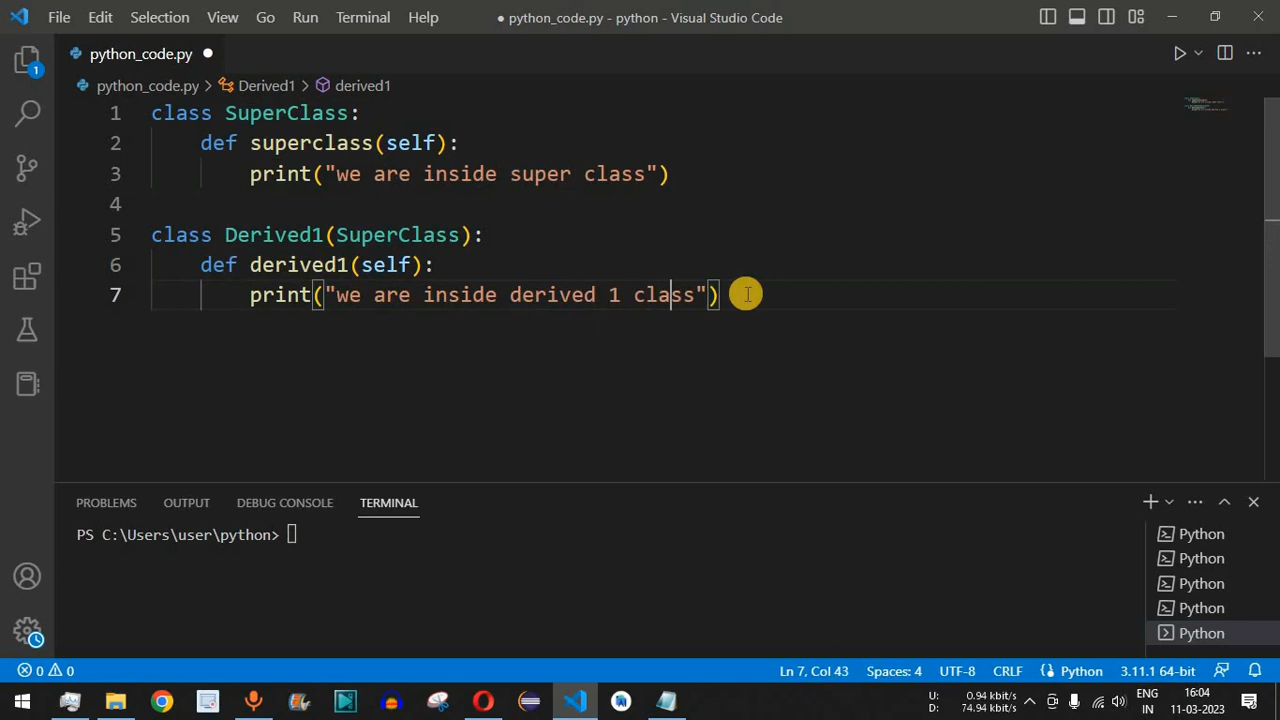 File Edit Selection View Go Run Terminal Help
● python_code.py - python - Visual Studio Code
python_code.py
1
python_code.py > Derived1 > derived1
1 class SuperClass:
2 def superclass(self):
3 print("we are inside super class")
4
5 class Derived1(SuperClass):
6 def derived1(self):
7 print("we are inside derived 1 class")
PROBLEMS OUTPUT DEBUG CONSOLE TERMINAL
PS C:\Users\user\python>
Python
Python
Python
Python
Python
0 0
Ln 7, Col 43 Spaces: 4 UTF-8 CRLF Python 3.11.1 64-bit
U: 0.94 kbit/s
D: 74.94 kbit/s
ENG
IN
16:04
11-03-2023